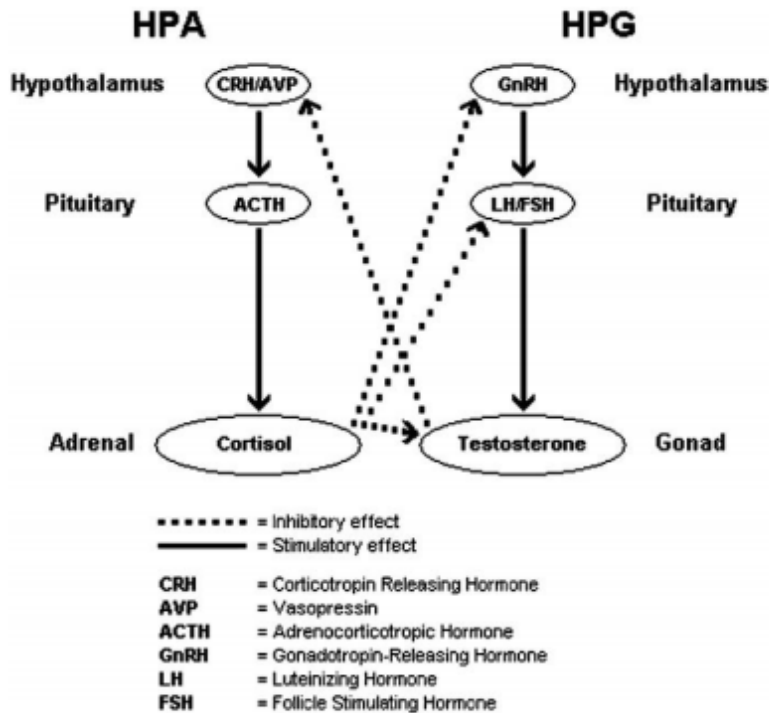 HPA HPG
Hypothalamus CRH/AVP GnRH Hypothalamus
Pituitary ACTH LH/FSH Pituitary
Adrenal Cortisol Testosterone Gonad
= Inhibitory effect
= Stimulatory effect
CRH = Corticotropin Releasing Hormone
AVP = Vasopressin
ACTH = Adrenocorticotropic Hormone
GnRH = Gonadotropin-Releasing Hormone
LH = Luteinizing Hormone
FSH = Follicle Stimulating Hormone